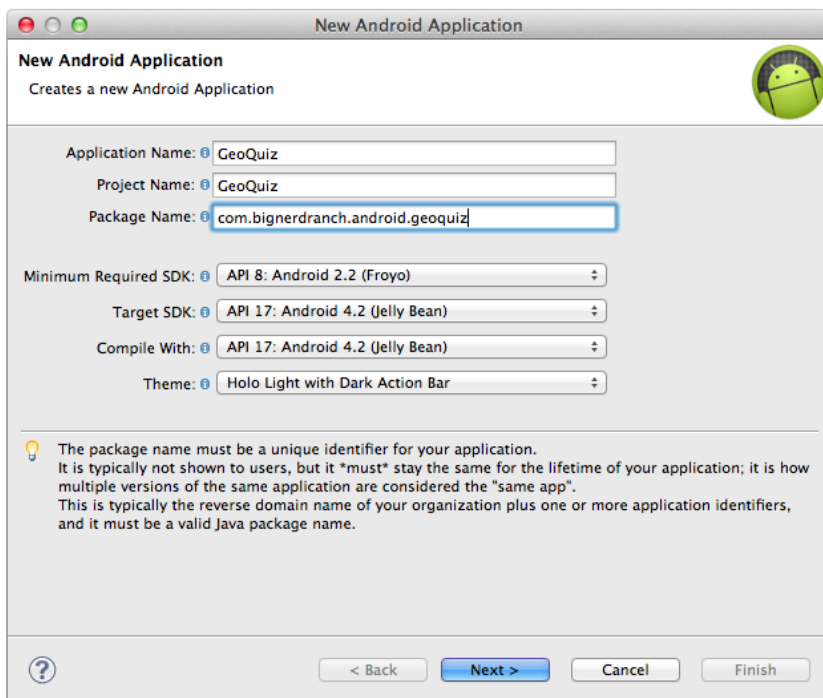 New Android Application
New Android Application
Creates a new Android Application
Application Name: GeoQuiz
Project Name: GeoQuiz
Package Name: com.bignerdranch.android.geoquiz
Minimum Required SDK: API 8: Android 2.2 (Froyo)
Target SDK: API 17: Android 4.2 (Jelly Bean)
Compile With: API 17: Android 4.2 (Jelly Bean)
Theme: Holo Light with Dark Action Bar
The package name must be a unique identifier for your application.
It is typically not shown to users, but it *must* stay the same for the lifetime of your application; it is how
multiple versions of the same application are considered the "same app".
This is typically the reverse domain name of your organization plus one or more application identifiers,
and it must be a valid Java package name.
? < Back Next > Cancel Finish